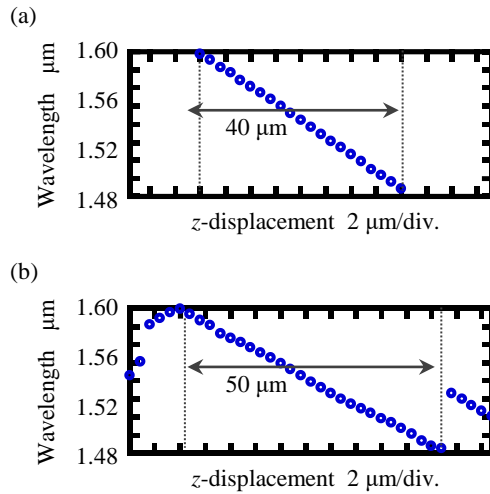 (a)
Wavelength μm
1.60
1.56
1.52
1.48
40 μm
z-displacement 2 μm/div.
(b)
Wavelength μm
1.60
1.56
1.52
1.48
50 μm
z-displacement 2 μm/div.